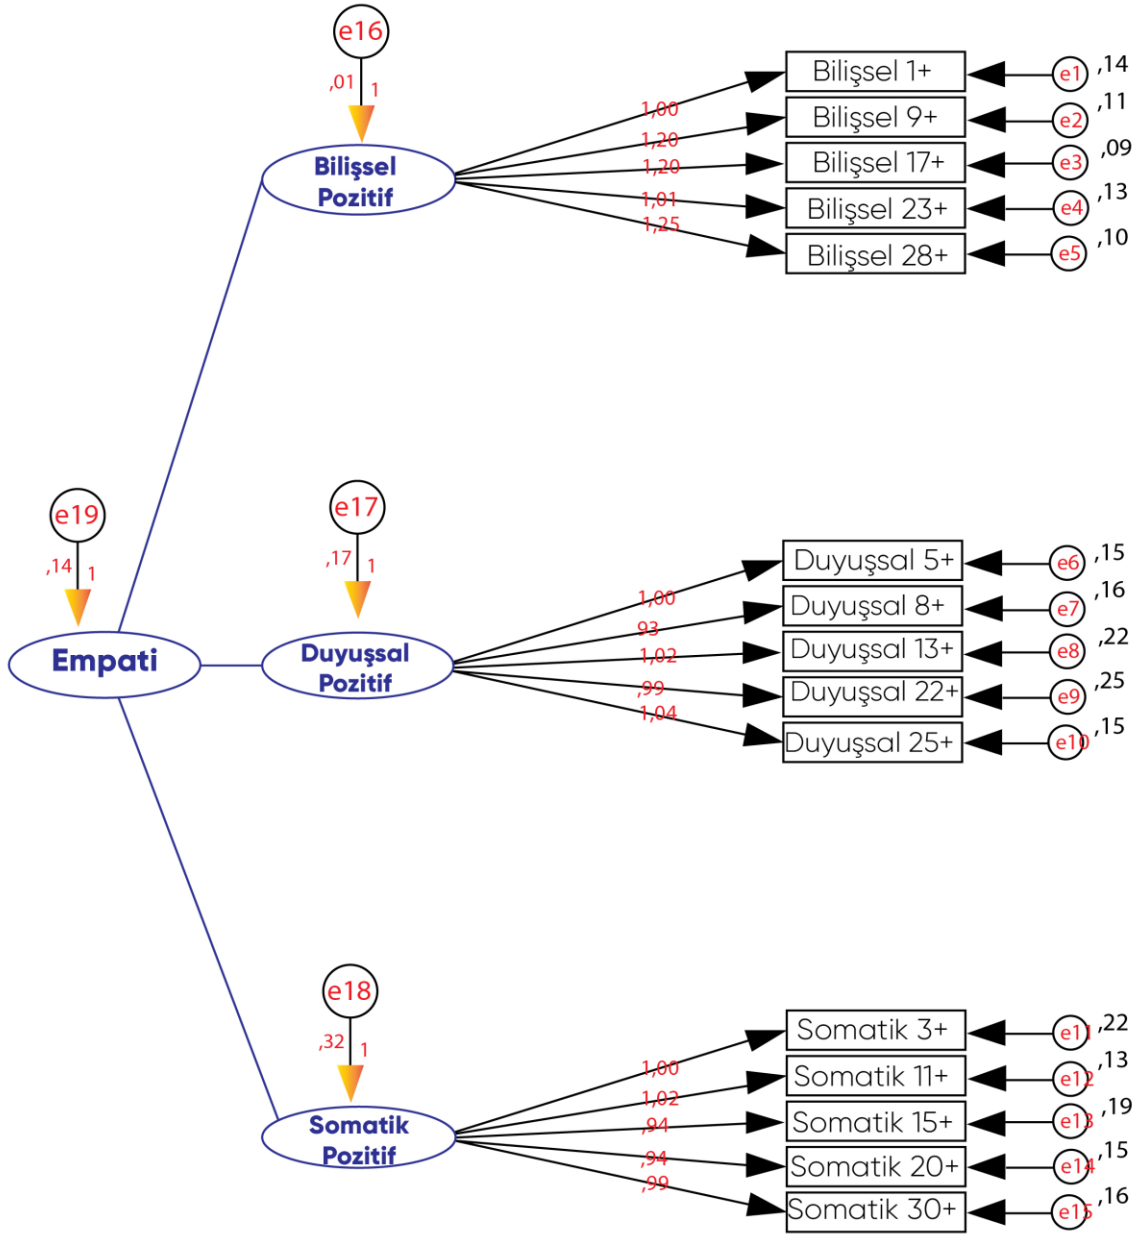 e16
,01 1
Bilişsel
Pozitif
1,00
1,20
1,20
1,01
1,25
Bilişsel 1+
e1 ,14
Bilişsel 9+
e2 ,11
Bilişsel 17+
e3 ,09
Bilişsel 23+
e4 ,13
Bilişsel 28+
e5 ,10
e19
,14 1
Empati
e17
,17 1
Duyuşsal
Pozitif
1,00
93
1,02
,99
1,04
Duyuşsal 5+
e6 ,15
Duyuşsal 8+
e7 ,16
Duyuşsal 13+
e8 ,22
Duyuşsal 22+
e9 ,25
Duyuşsal 25+
e10 ,15
e18
,32 1
Somatik
Pozitif
1,00
1,02
,94
,94
,99
Somatik 3+
e11 ,22
Somatik 11+
e12 ,13
Somatik 15+
e13 ,19
Somatik 20+
e14 ,15
Somatik 30+
e15 ,16